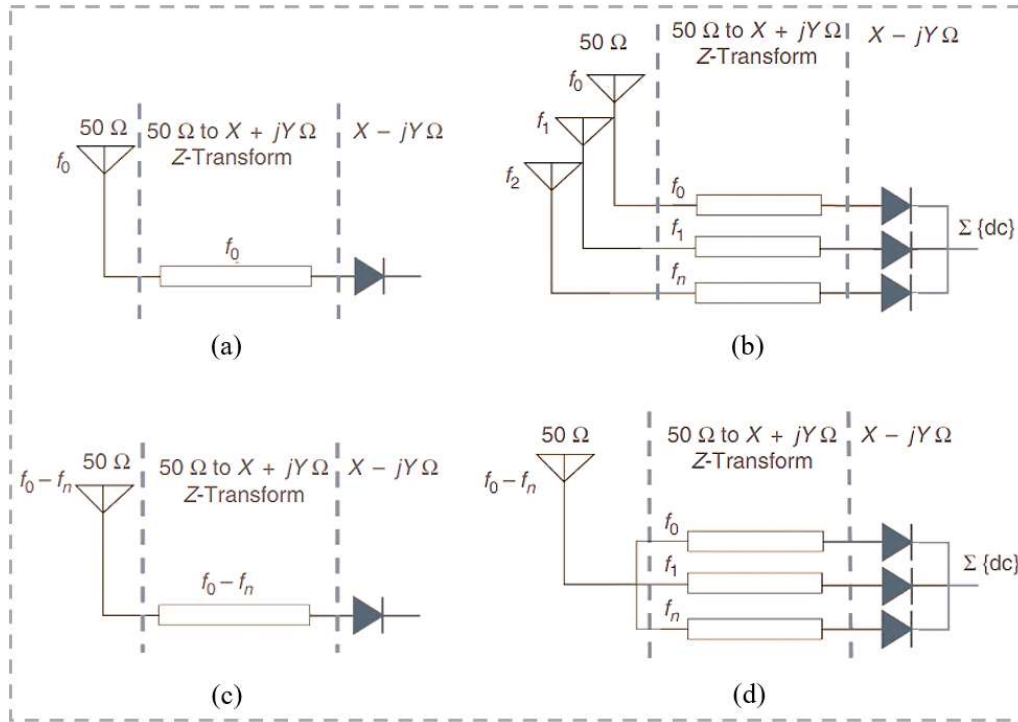 50 Ω
50 Ω to X + jY Ω
Z-Transform
X − jY Ω
f0
f0
(a)
50 Ω
50 Ω to X + jY Ω
Z-Transform
X − jY Ω
f0
f1
f2
f0
f1
fn
Σ {dc}
(b)
50 Ω
50 Ω to X + jY Ω
Z-Transform
X − jY Ω
f0 − fn
f0 − fn
(c)
50 Ω
50 Ω to X + jY Ω
Z-Transform
X − jY Ω
f0 − fn
f0
f1
fn
Σ {dc}
(d)